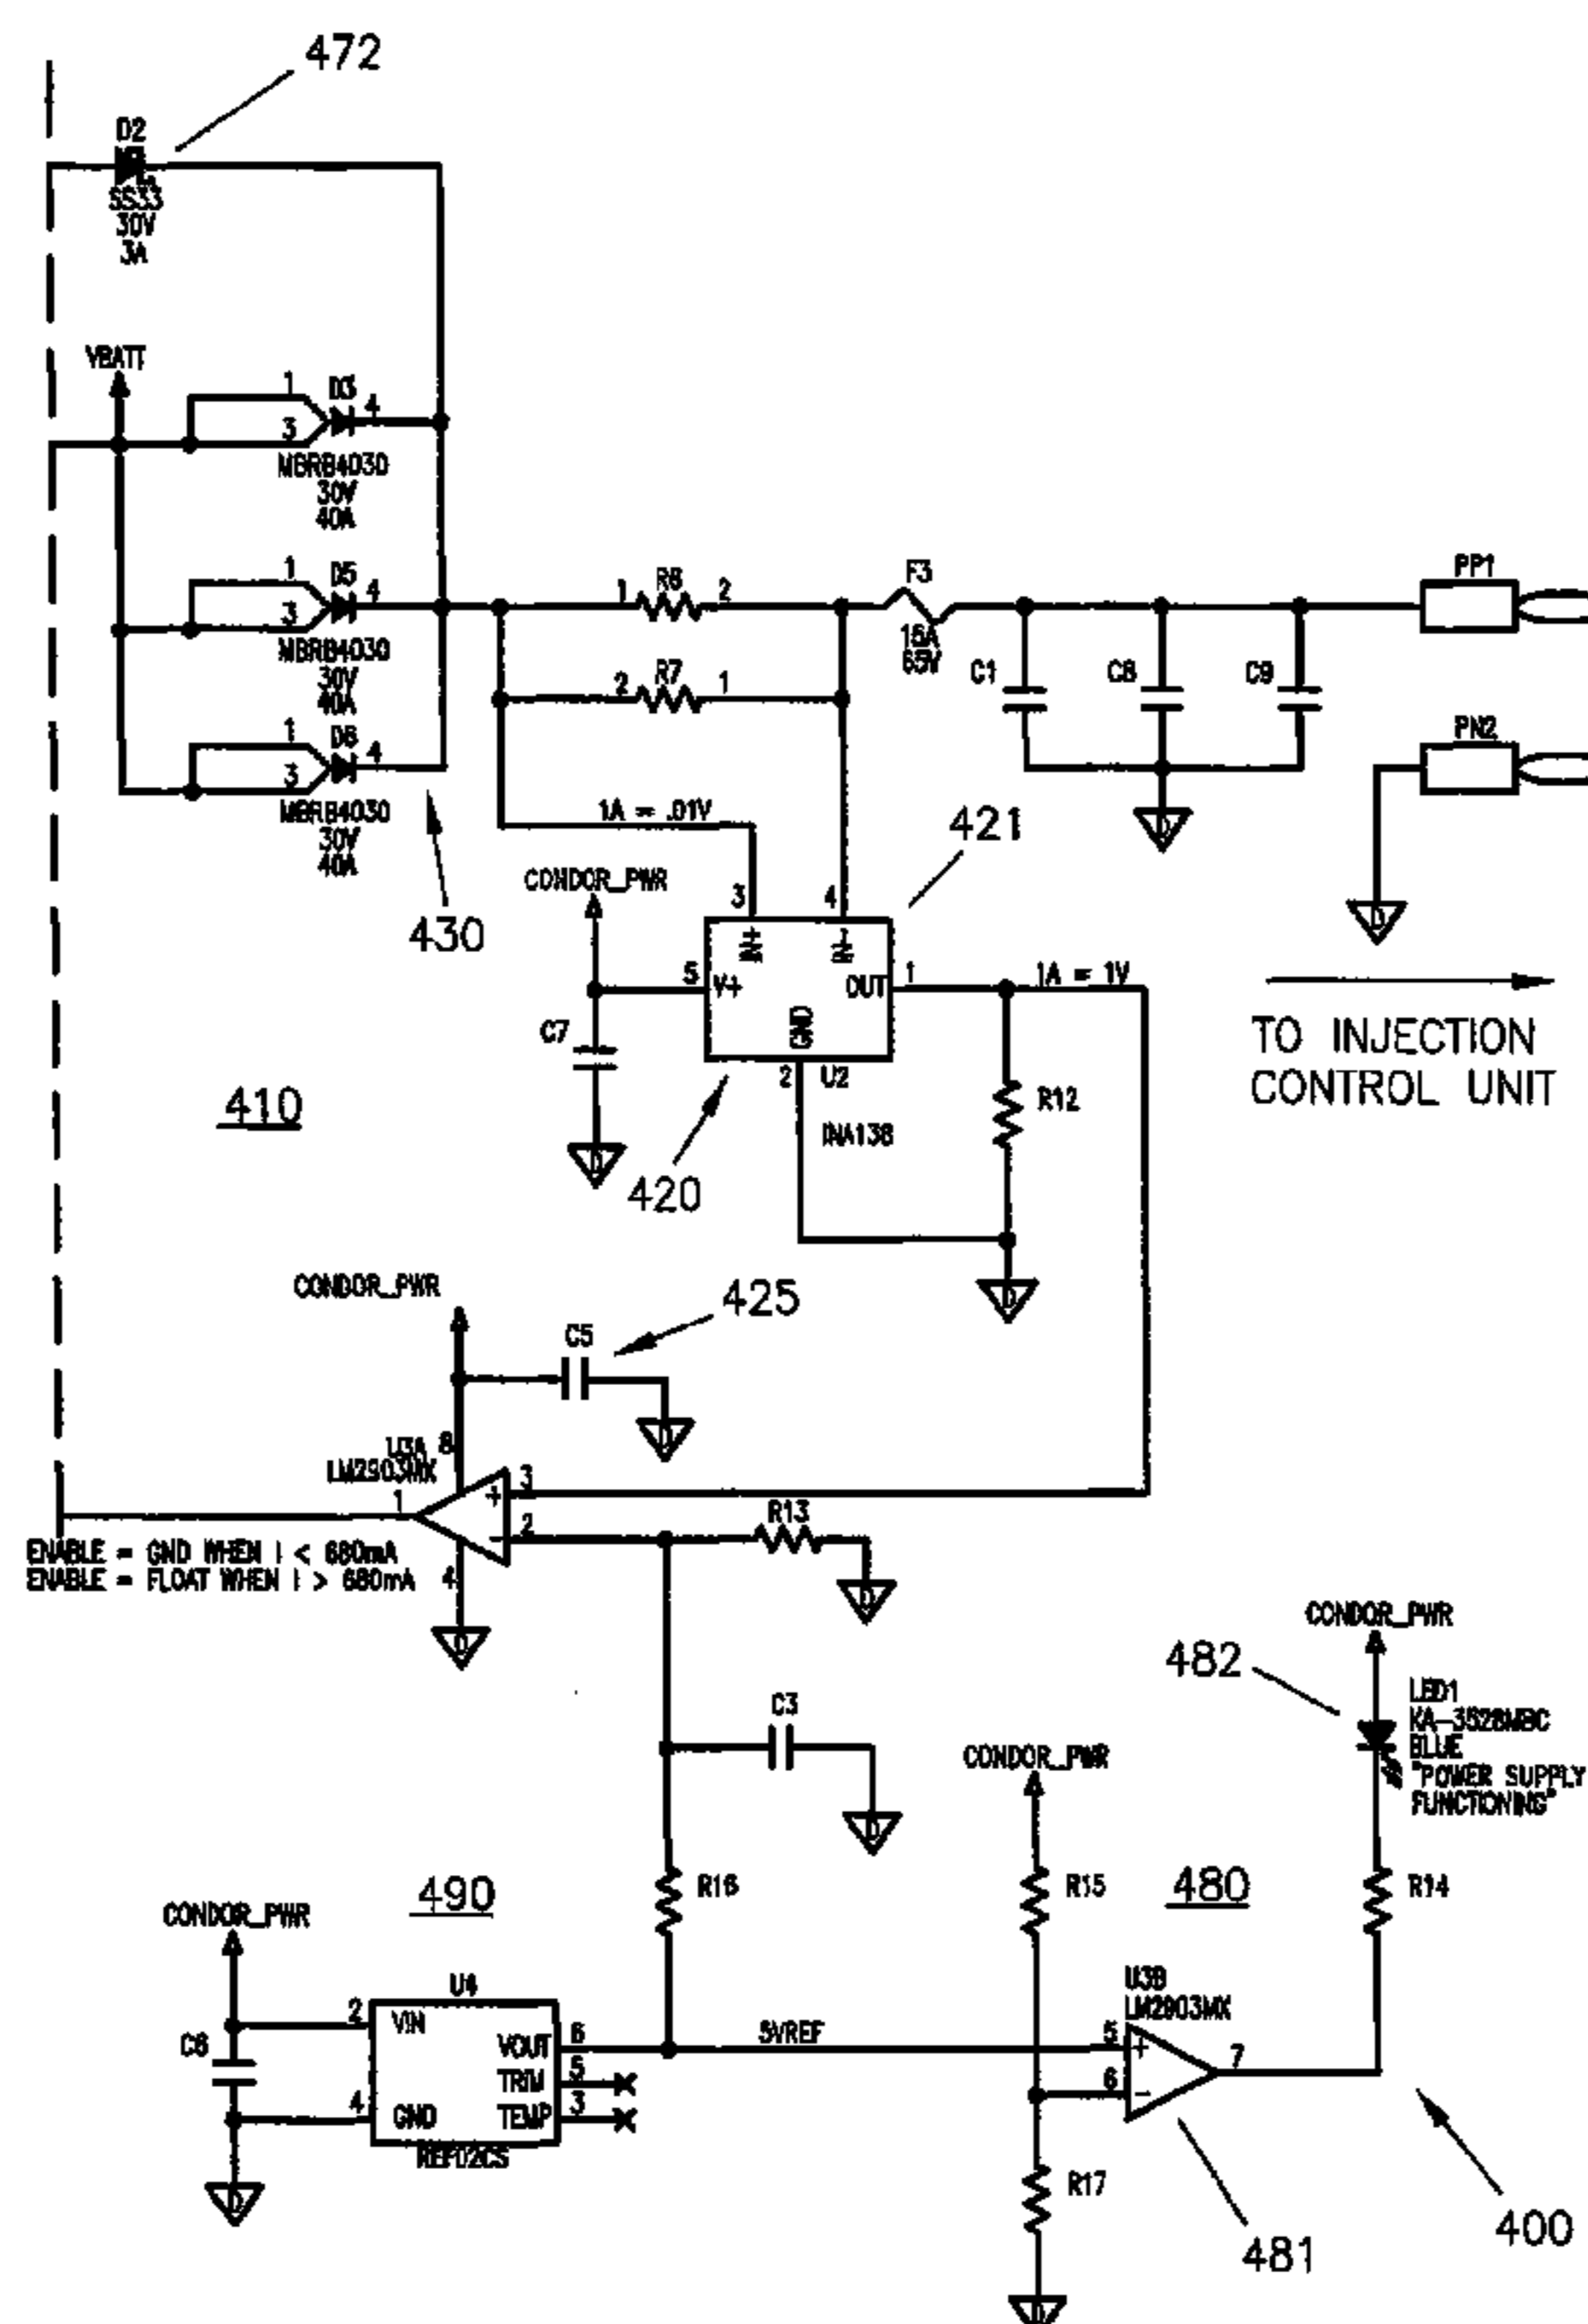 472
D2
SS33
30V
3A
VBATT
1
D3
4
3
MBRB4030
30V
40A
1
D5
4
3
MBRB4030
30V
40A
1
4
3
MBRB4030
30V
40A
430
1
2
R7
2
1
F3
65V
C1
C8
C9
PP1
PN2
1A = .01V
421
CONDOR_PWR
3
4
5
V+
OUT
1
1A = 1V
GND
2
U2
INA138
C7
R12
420
410
TO INJECTION
CONTROL UNIT
CONDOR_PWR
425
C5
U3A
8
LM2903MX
1
+
3
-
2
4
R13
ENABLE = GND WHEN I < 680mA
ENABLE = FLOAT WHEN I > 680mA
C3
R16
CONDOR_PWR
482
LED1
BLUE
"POWER SUPPLY
FUNCTIONING"
CONDOR_PWR
R15
480
R14
490
CONDOR_PWR
U4
2
VIN
VOUT
6
5VREF
TRIM
5
4
GND
TEMP
3
REF02CS
U3B
LM2903MX
5
+
6
-
7
R17
481
400